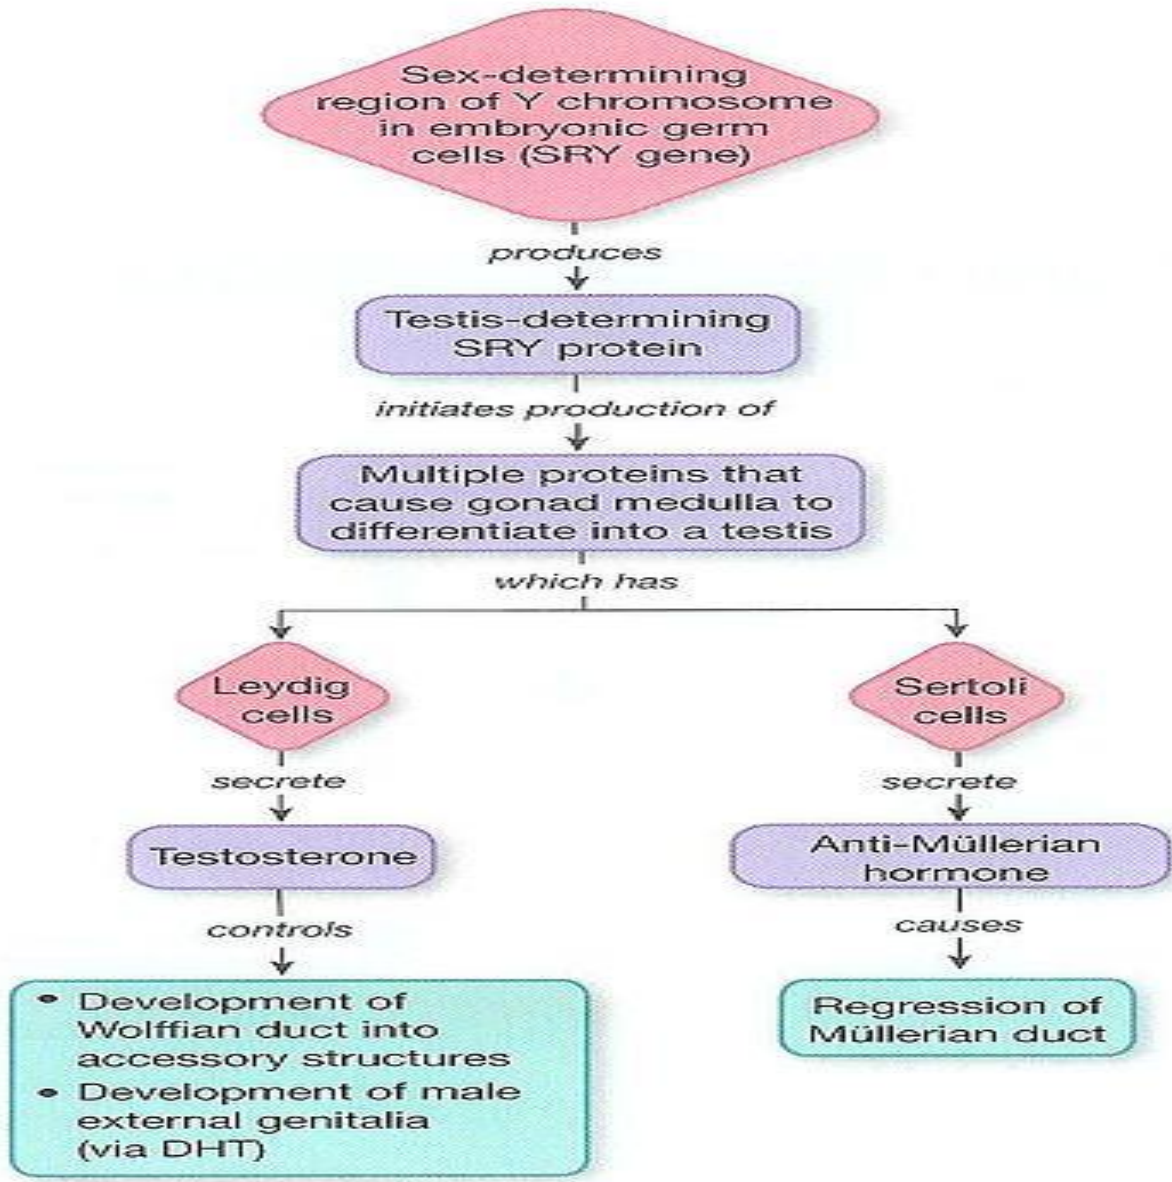 Sex-determining
region of Y chromosome
in embryonic germ
cells (SRY gene)
produces
Testis-determining
SRY protein
initiates production of
Multiple proteins that
cause gonad medulla to
differentiate into a testis
which has
Leydig
cells
secrete
Testosterone
controls
• Development of
Wolffian duct into
accessory structures
• Development of male
external genitalia
(via DHT)
Sertoli
cells
secrete
Anti-Müllerian
hormone
causes
Regression of
Müllerian duct